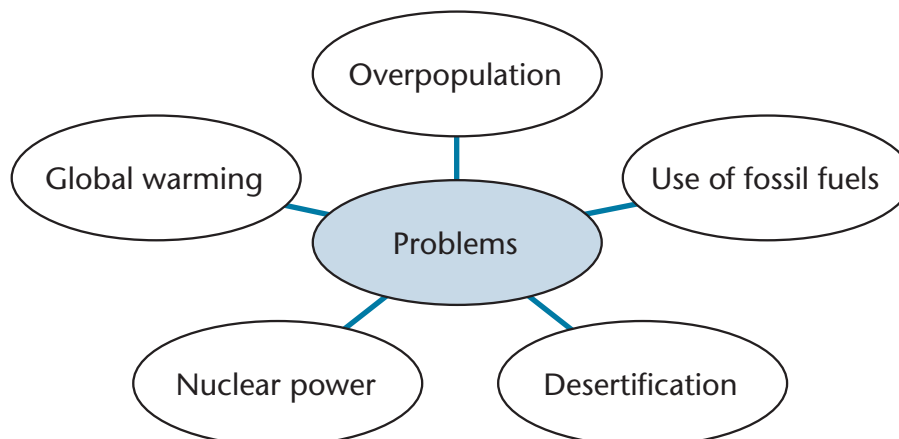 Overpopulation
Global warming
Use of fossil fuels
Problems
Nuclear power
Desertification